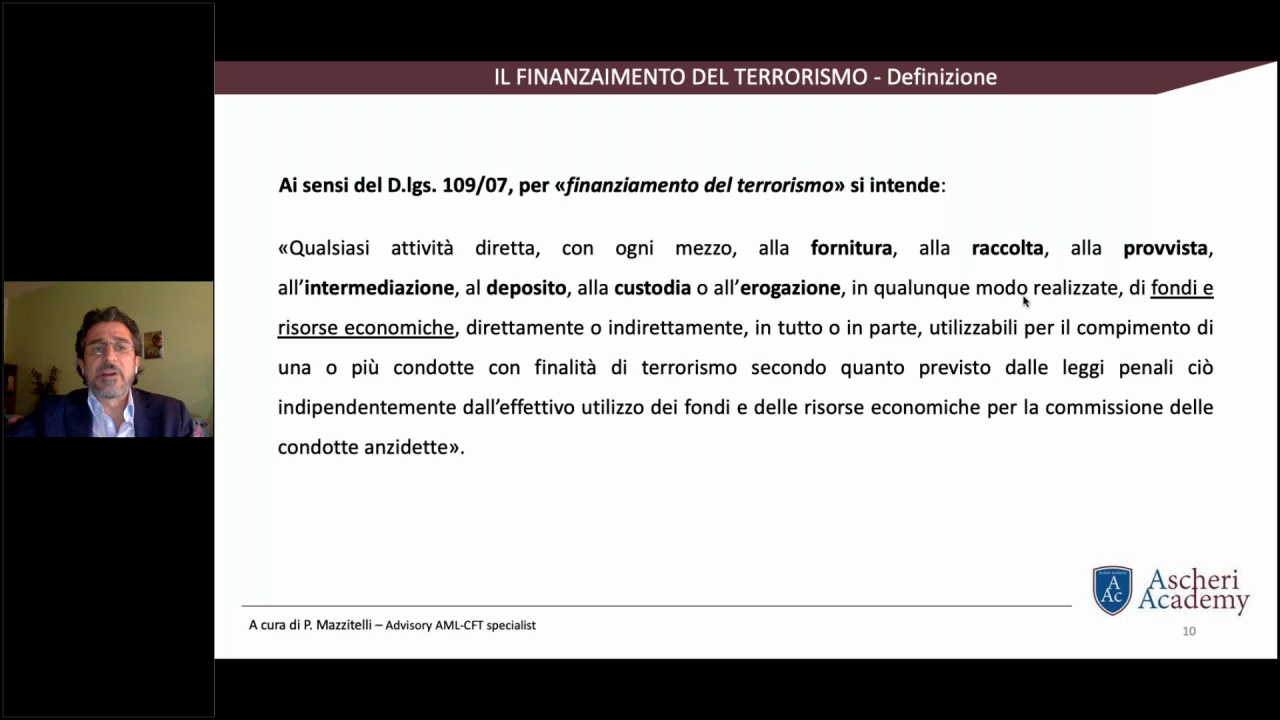 IL FINANZAIMENTO DEL TERRORISMO - Definizione
Ai sensi del D.lgs. 109/07, per «finanziamento del terrorismo» si intende:
«Qualsiasi attività diretta, con ogni mezzo, alla fornitura, alla raccolta, alla provvista,
all'intermediazione, al deposito, alla custodia o all'erogazione, in qualunque modo realizzate, di fondi e
risorse economiche, direttamente o indirettamente, in tutto o in parte, utilizzabili per il compimento di
una o più condotte con finalità di terrorismo secondo quanto previsto dalle leggi penali ciò
indipendentemente dall'effettivo utilizzo dei fondi e delle risorse economiche per la commissione delle
condotte anzidette».
A cura di P. Mazzitelli – Advisory AML-CFT specialist
Ascheri Academy
A
Ac
Ascheri
Academy
10